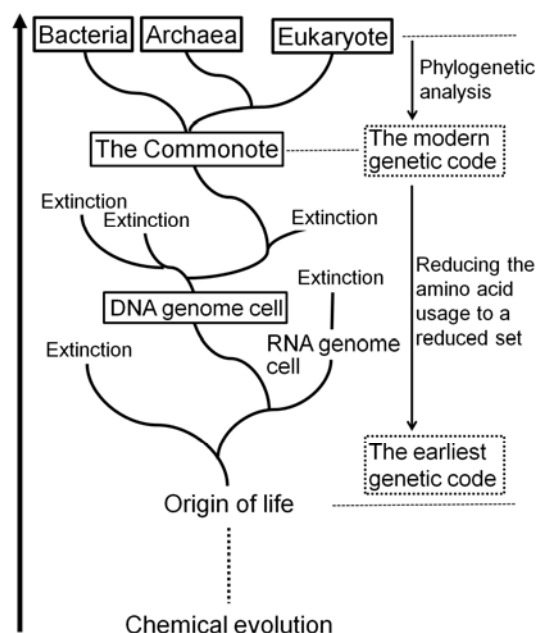 Bacteria
Archaea
Eukaryote
Phylogenetic
analysis
The Commonote
The modern
genetic code
Extinction
Extinction
Extinction
Extinction
Reducing the
amino acid
usage to a
reduced set
DNA genome cell
Extinction
RNA genome
cell
The earliest
genetic code
Origin of life
Chemical evolution